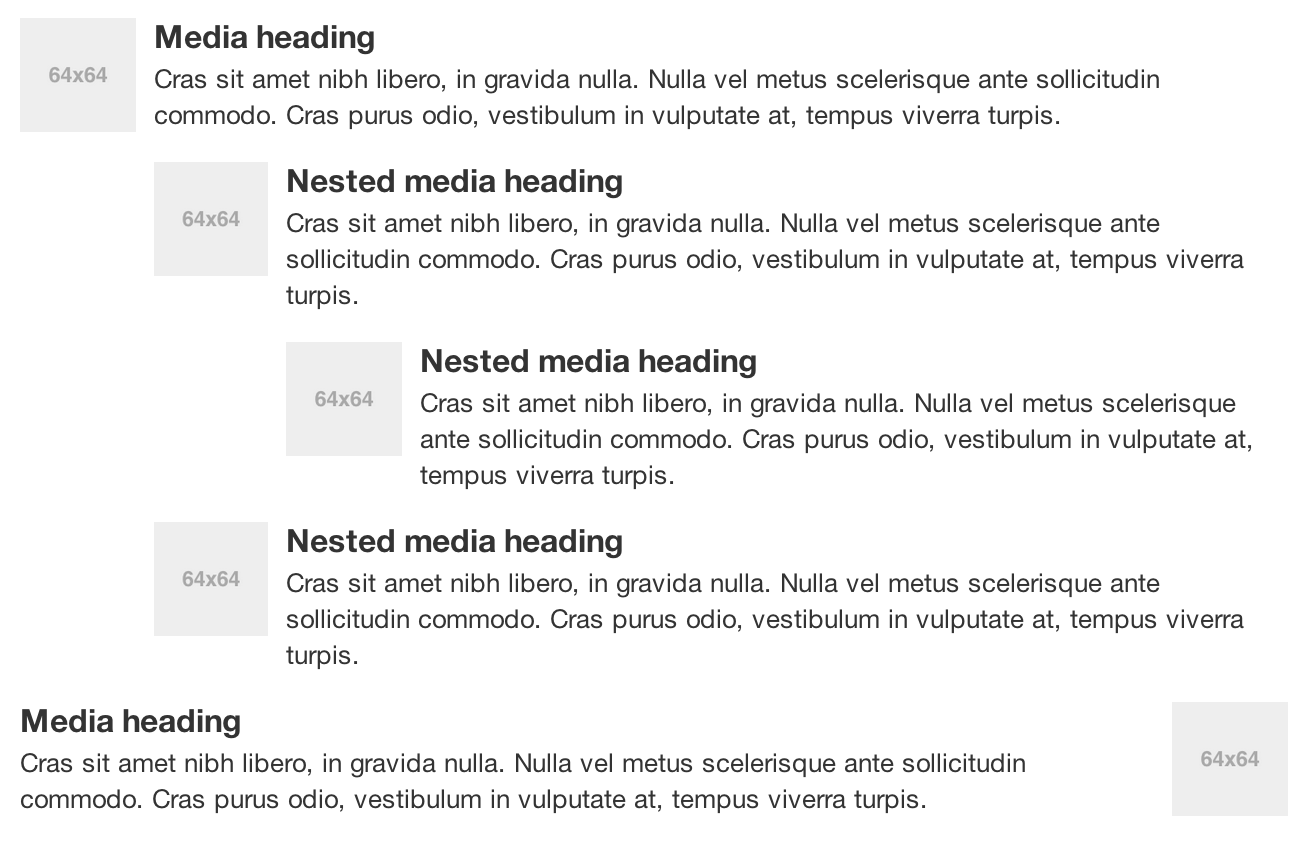 64x64
Media heading
Cras sit amet nibh libero, in gravida nulla. Nulla vel metus scelerisque ante sollicitudin
commodo. Cras purus odio, vestibulum in vulputate at, tempus viverra turpis.
64x64
Nested media heading
Cras sit amet nibh libero, in gravida nulla. Nulla vel metus scelerisque ante
sollicitudin commodo. Cras purus odio, vestibulum in vulputate at, tempus viverra
turpis.
64x64
Nested media heading
Cras sit amet nibh libero, in gravida nulla. Nulla vel metus scelerisque
ante sollicitudin commodo. Cras purus odio, vestibulum in vulputate at,
tempus viverra turpis.
64x64
Nested media heading
Cras sit amet nibh libero, in gravida nulla. Nulla vel metus scelerisque ante
sollicitudin commodo. Cras purus odio, vestibulum in vulputate at, tempus viverra
turpis.
Media heading
Cras sit amet nibh libero, in gravida nulla. Nulla vel metus scelerisque ante sollicitudin
commodo. Cras purus odio, vestibulum in vulputate at, tempus viverra turpis.
64x64